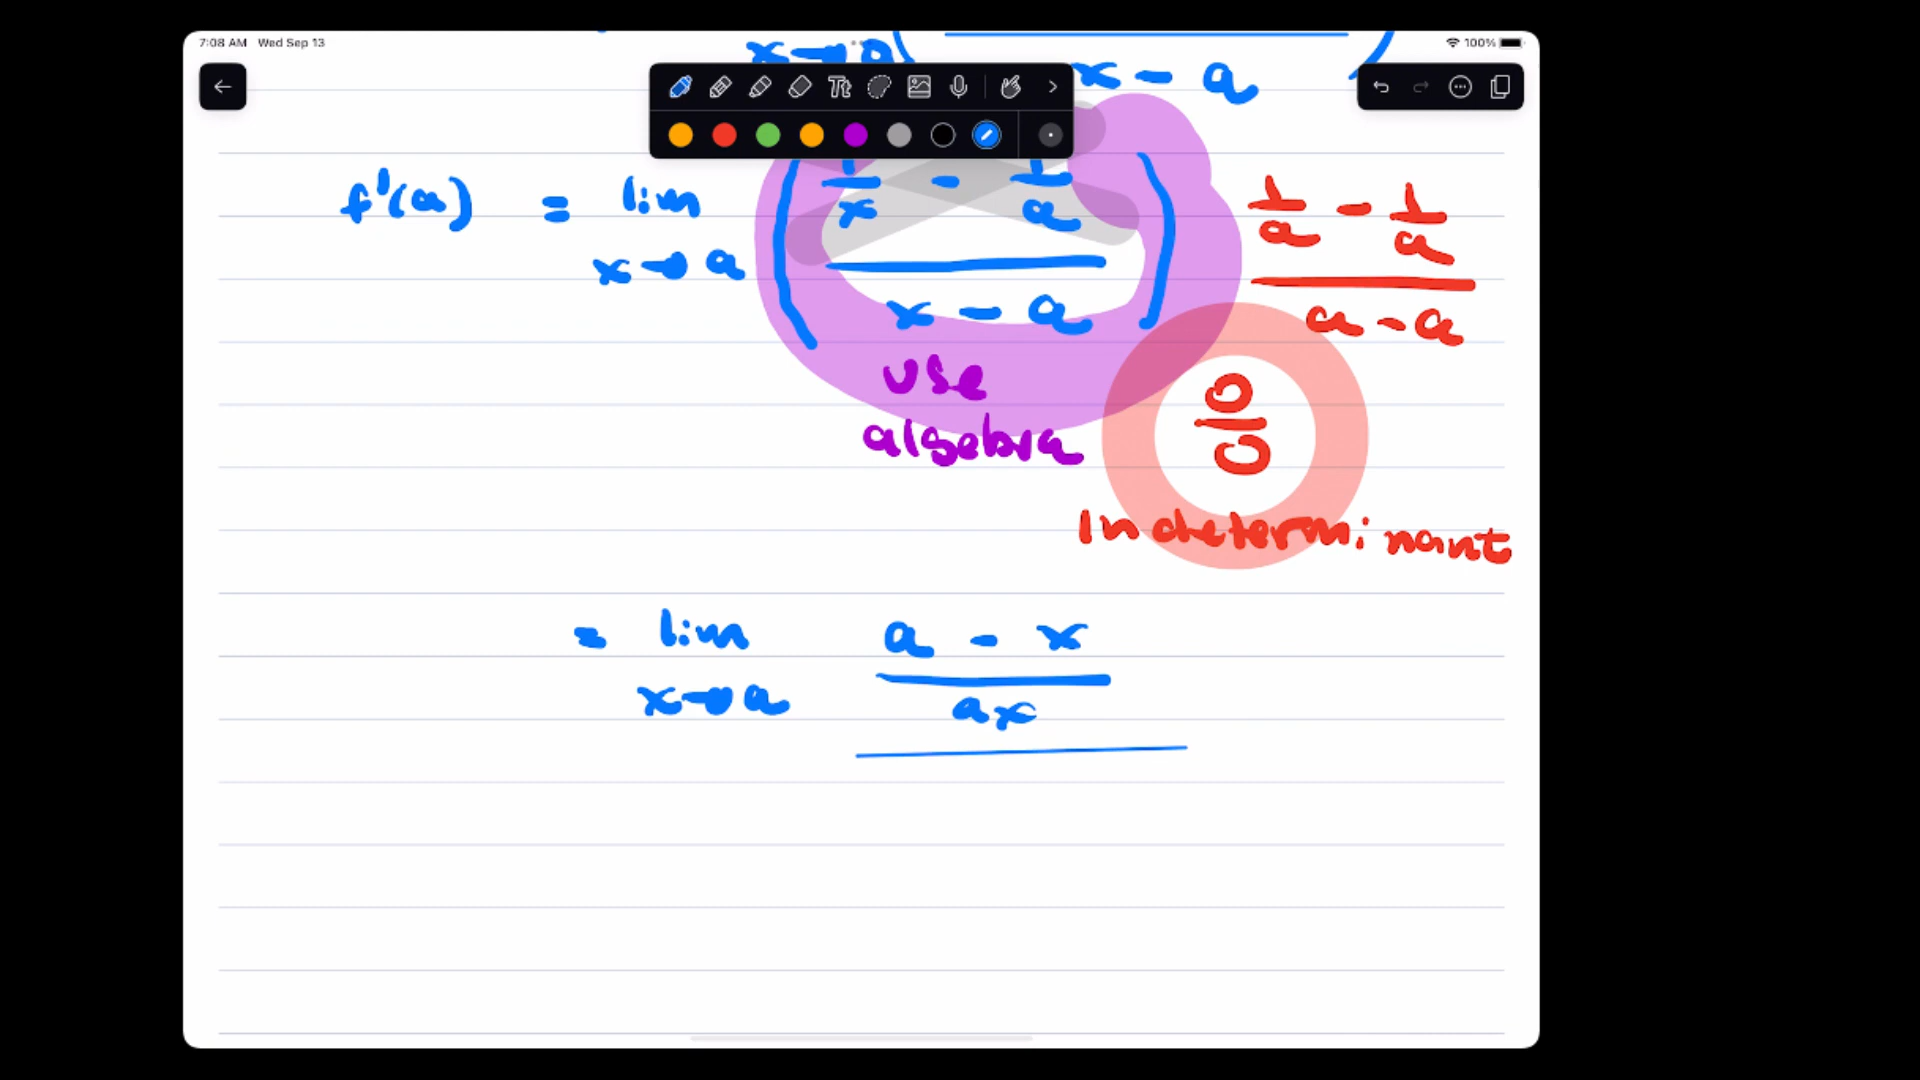 7:08 AM Wed Sep 13
100%
x→a
x - a
Tt
f'(a) = lim x→a ( (1/x - 1/a) / (x - a) )
(1/a - 1/a) / (a - a)
use
algebra
0/0
Indeterminant
= lim x→a (a - x) / ax